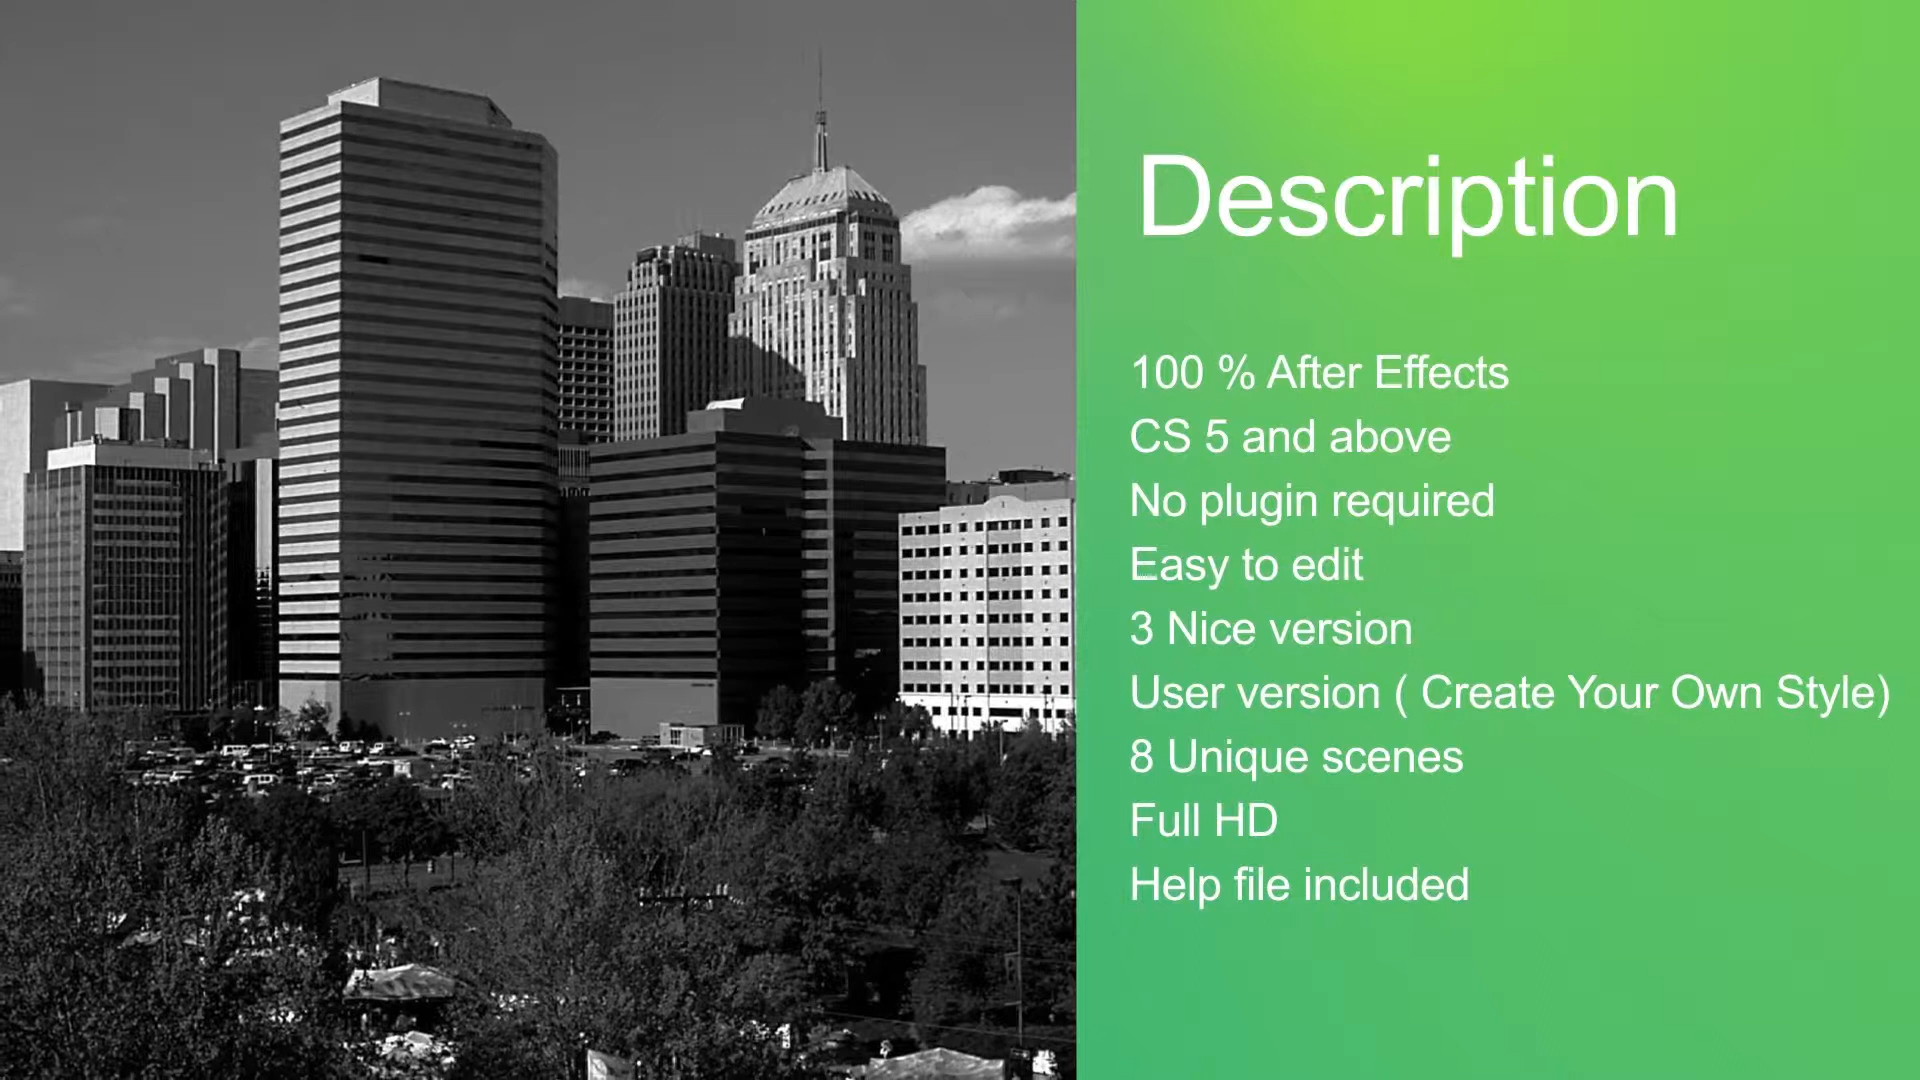 Description
100 % After Effects
CS 5 and above
No plugin required
Easy to edit
3 Nice version
User version ( Create Your Own Style)
8 Unique scenes
Full HD
Help file included